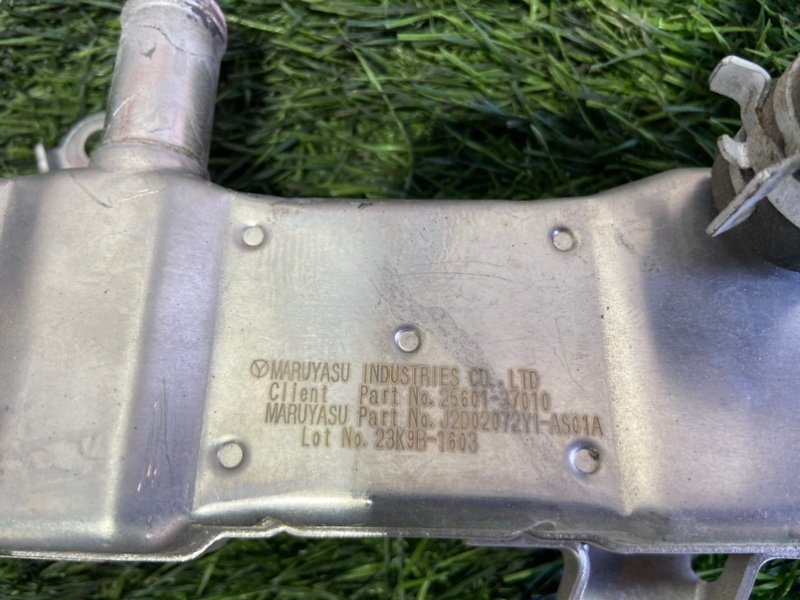 MARUYASU INDUSTRIES CO.,LTD
Client Part No. 25601-37010
MARUYASU Part No. J2D02072Y1-AS01A
Lot No. 23K9B-1603